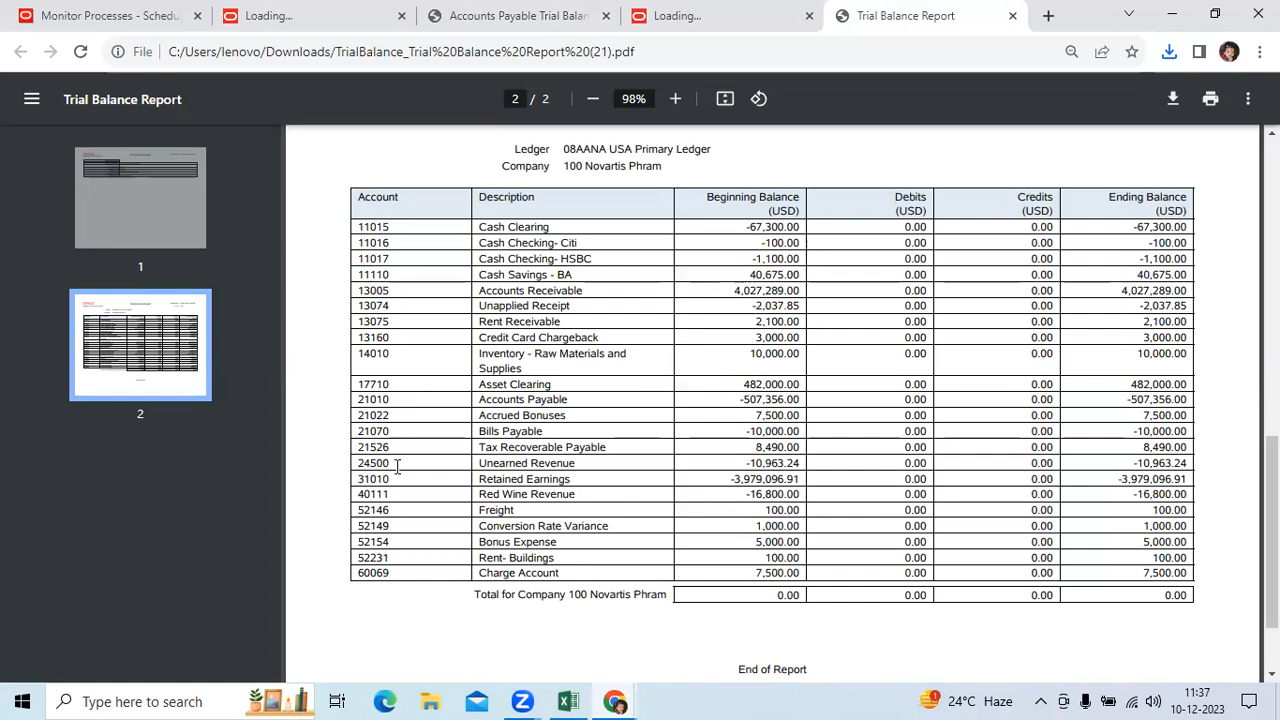 Monitor Processes - Schedu
Loading...
Accounts Payable Trial Balan
Loading...
Trial Balance Report
File C:/Users/lenovo/Downloads/TrialBalance_Trial%20Balance%20Report%20(21).pdf
Trial Balance Report
2 / 2
98%
1
2
Ledger 08AANA USA Primary Ledger
Company 100 Novartis Phram
Account Description Beginning Balance (USD) Debits (USD) Credits (USD) Ending Balance (USD)
11015 Cash Clearing -67,300.00 0.00 0.00 -67,300.00
11016 Cash Checking- Citi -100.00 0.00 0.00 -100.00
11017 Cash Checking- HSBC -1,100.00 0.00 0.00 -1,100.00
11110 Cash Savings - BA 40,675.00 0.00 0.00 40,675.00
13005 Accounts Receivable 4,027,289.00 0.00 0.00 4,027,289.00
13074 Unapplied Receipt -2,037.85 0.00 0.00 -2,037.85
13075 Rent Receivable 2,100.00 0.00 0.00 2,100.00
13160 Credit Card Chargeback 3,000.00 0.00 0.00 3,000.00
14010 Inventory - Raw Materials and 10,000.00 0.00 0.00 10,000.00
Supplies
17710 Asset Clearing 482,000.00 0.00 0.00 482,000.00
21010 Accounts Payable -507,356.00 0.00 0.00 -507,356.00
21022 Accrued Bonuses 7,500.00 0.00 0.00 7,500.00
21070 Bills Payable -10,000.00 0.00 0.00 -10,000.00
21526 Tax Recoverable Payable 8,490.00 0.00 0.00 8,490.00
24500 Unearned Revenue -10,963.24 0.00 0.00 -10,963.24
31010 Retained Earnings -3,979,096.91 0.00 0.00 -3,979,096.91
40111 Red Wine Revenue -16,800.00 0.00 0.00 -16,800.00
52146 Freight 100.00 0.00 0.00 100.00
52149 Conversion Rate Variance 1,000.00 0.00 0.00 1,000.00
52154 Bonus Expense 5,000.00 0.00 0.00 5,000.00
52231 Rent- Buildings 100.00 0.00 0.00 100.00
60069 Charge Account 7,500.00 0.00 0.00 7,500.00
Total for Company 100 Novartis Phram 0.00 0.00 0.00 0.00
End of Report
Type here to search
1
24°C Haze
11:37
10-12-2023